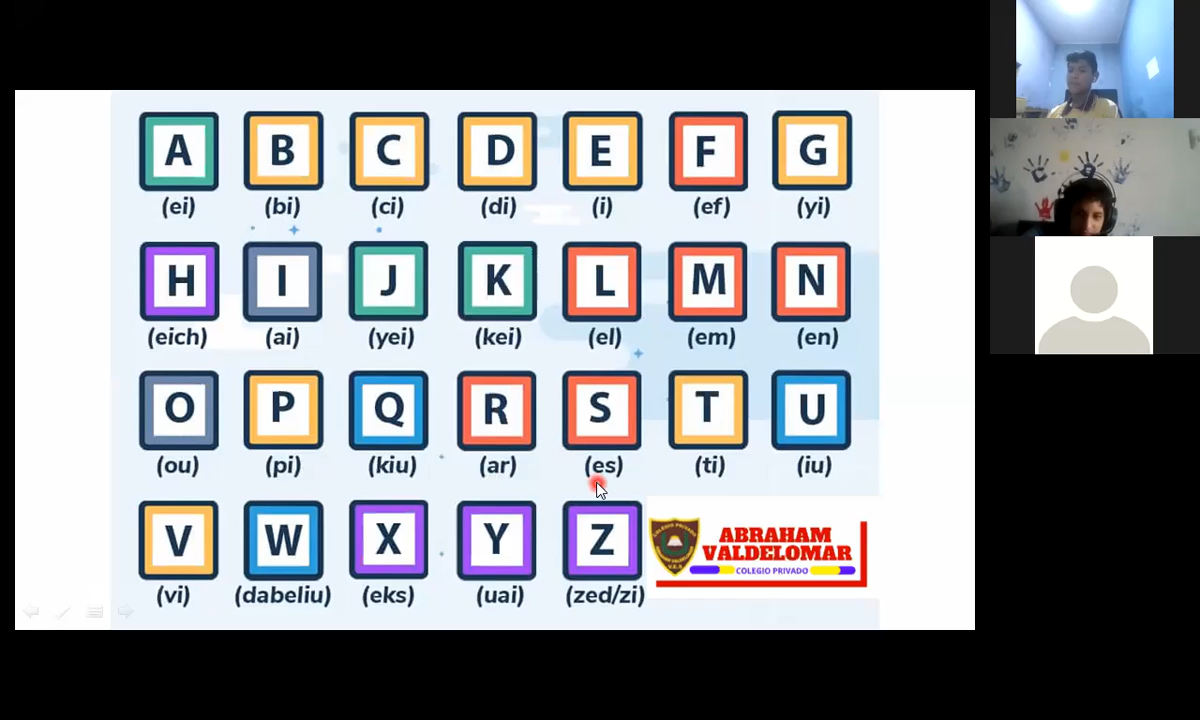 A B C D E F G
(ei) (bi) (ci) (di) (i) (ef) (yi)
H I J K L M N
(eich) (ai) (yei) (kei) (el) (em) (en)
O P Q R S T U
(ou) (pi) (kiu) (ar) (es) (ti) (iu)
V W X Y Z
(vi) (dabeliu) (eks) (uai) (zed/zi)
ABRAHAM
VALDELOMAR
COLEGIO PRIVADO